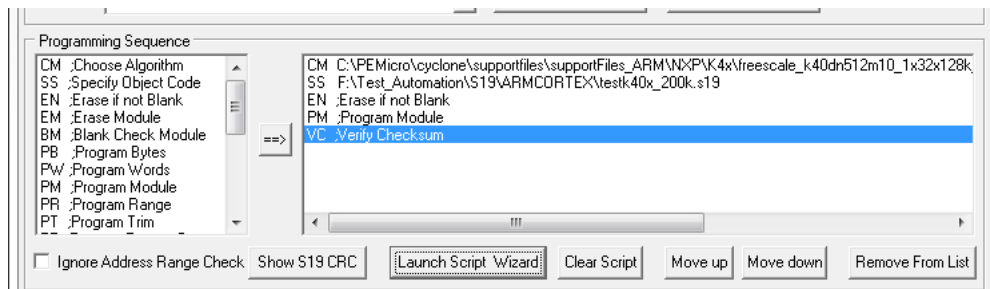 Programming Sequence
CM ;Choose Algorithm
SS ;Specify Object Code
EN ;Erase if not Blank
EM ;Erase Module
BM ;Blank Check Module
PB ;Program Bytes
PW ;Program Words
PM ;Program Module
PR ;Program Range
PT ;Program Trim
==>
CM C:\PEMicro\cyclone\supportfiles\supportFiles_ARM\NXP\K4x\freescale_k40dn512m10_1x32x128k_
SS F:\Test_Automation\S19\ARMCORTEX\testk40x_200k.s19
EN ;Erase if not Blank
PM ;Program Module
VC ;Verify Checksum
Ignore Address Range Check
Show S19 CRC
Launch Script Wizard
Clear Script
Move up
Move down
Remove From List